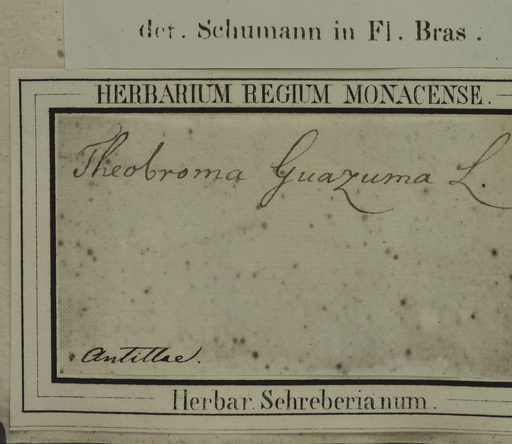 det. Schumann in Fl. Bras.
HERBARIUM REGIUM MONACENSE.
Theobroma Guazuma L.
Antillae.
Herbar. Schreberianum.